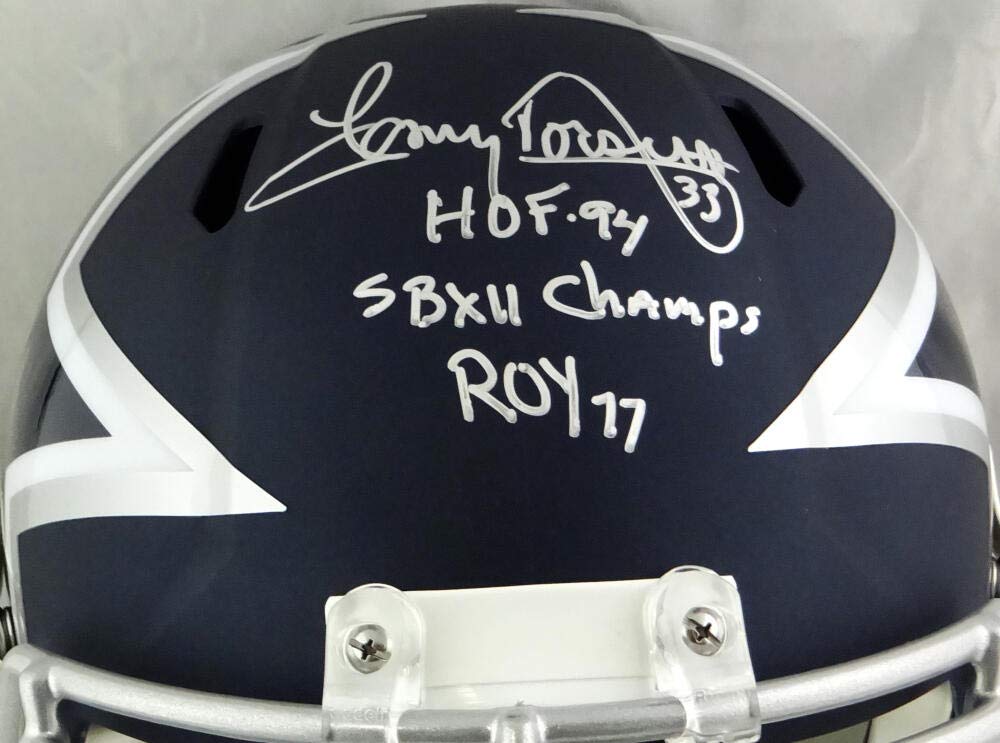 Tony Dorsett
33
HOF.94
SBXII Champs
ROY 77